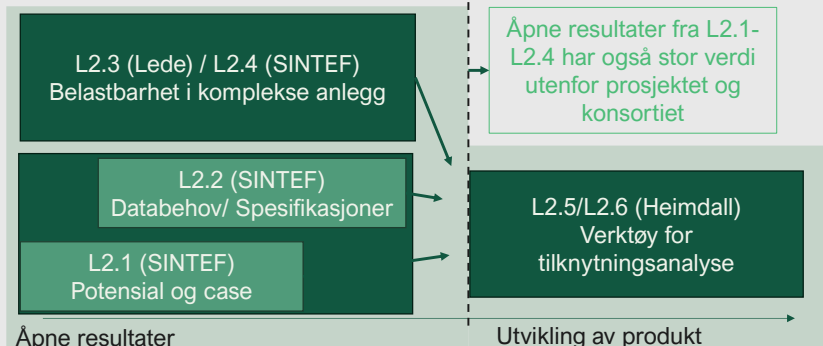 L2.3 (Lede) / L2.4 (SINTEF)
Belastbarhet i komplekse anlegg
Åpne resultater fra L2.1-
L2.4 har også stor verdi
utenfor prosjektet og
konsortiet
L2.2 (SINTEF)
Databehov/ Spesifikasjoner
L2.1 (SINTEF)
Potensial og case
L2.5/L2.6 (Heimdall)
Verktøy for
tilknytningsanalyse
Åpne resultater
Utvikling av produkt